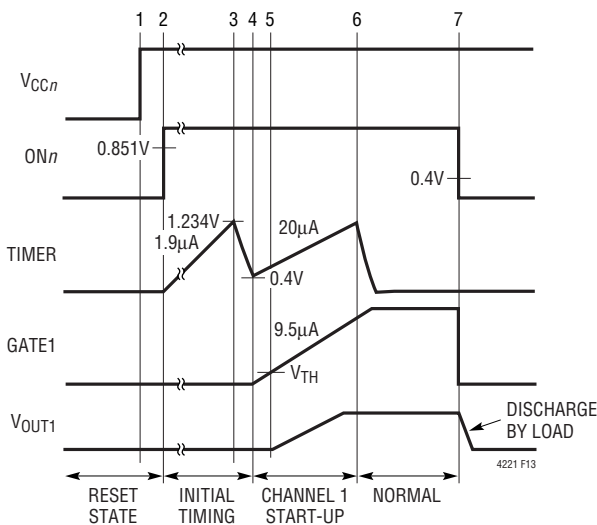 1 2 3 4 5 6 7
VCCn
ONn
0.851V
0.4V
TIMER
1.234V
1.9µA
20µA
0.4V
GATE1
9.5µA
VTH
VOUT1
DISCHARGE
BY LOAD
4221 F13
RESET
STATE
INITIAL
TIMING
CHANNEL 1
START-UP
NORMAL